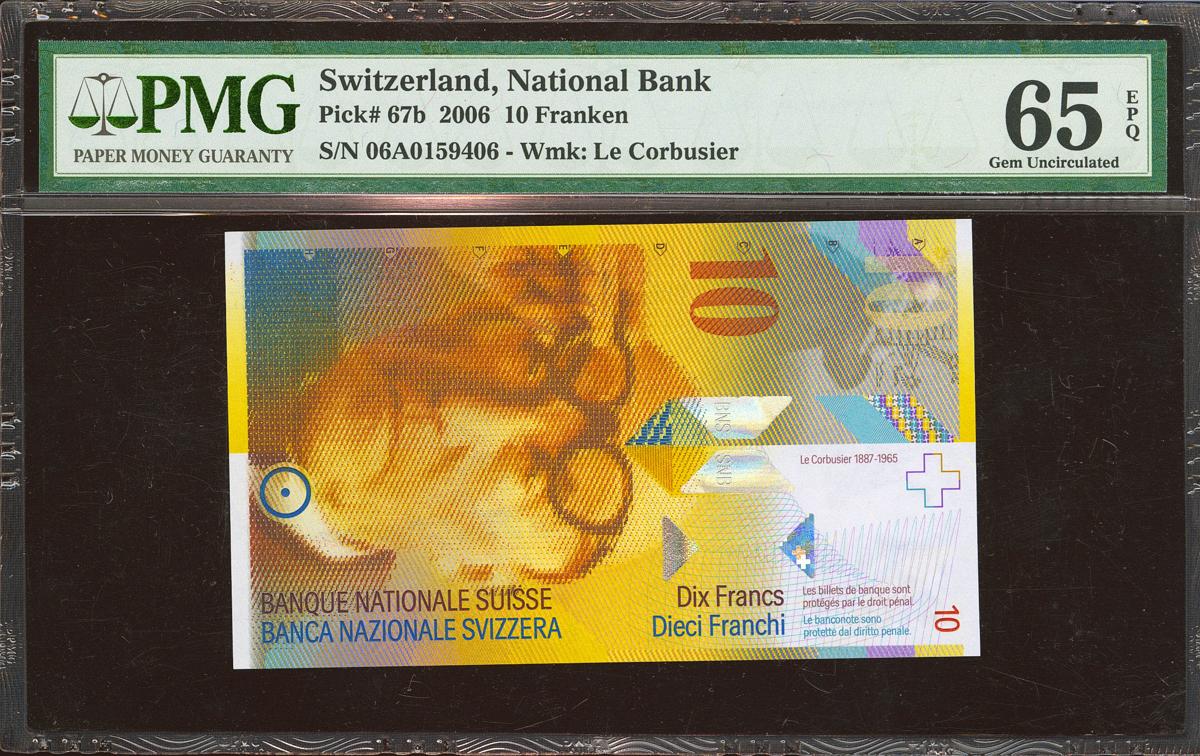 PMG
PAPER MONEY GUARANTY
Switzerland, National Bank
Pick# 67b 2006 10 Franken
S/N 06A0159406 - Wmk: Le Corbusier
65
EPQ
Gem Uncirculated
H G F E D C B A
10
BNS SNB
Le Corbusier 1887-1965
BANQUE NATIONALE SUISSE
BANCA NAZIONALE SVIZZERA
Dix Francs
Dieci Franchi
Les billets de banque sont
protégés par le droit pénal.
Le banconote sono
protette dal diritto penale.
10